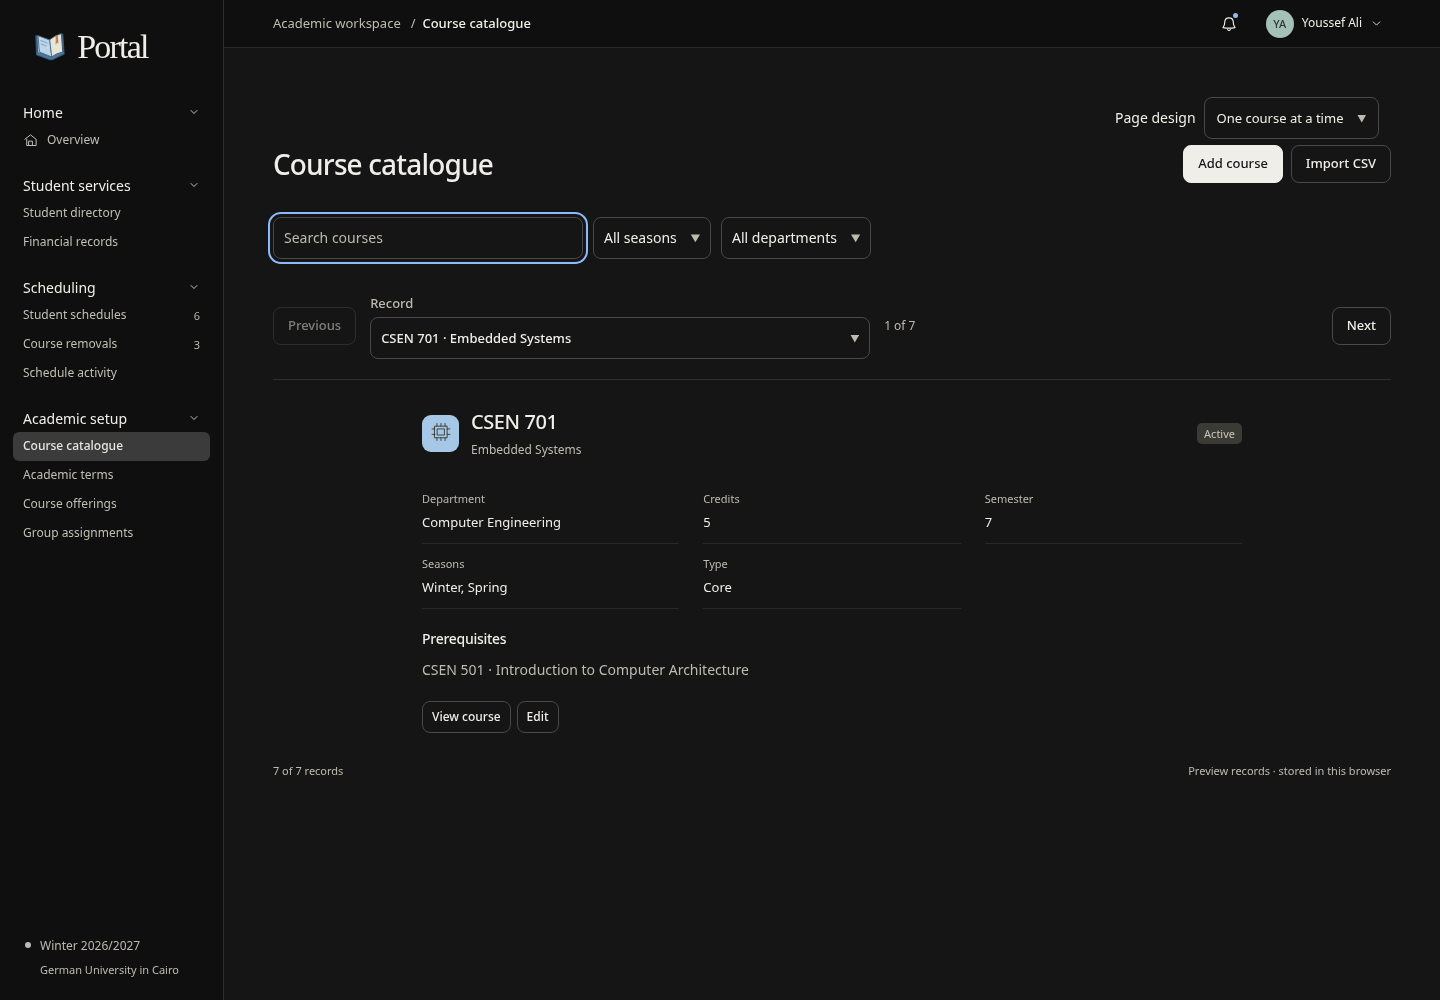 Portal
Home
Overview
Student services
Student directory
Financial records
Scheduling
Student schedules 6
Course removals 3
Schedule activity
Academic setup
Course catalogue
Academic terms
Course offerings
Group assignments
Winter 2026/2027
German University in Cairo
Academic workspace / Course catalogue
YA Youssef Ali
Page design One course at a time
Course catalogue
Add course Import CSV
Search courses All seasons All departments
Record
Previous CSEN 701 · Embedded Systems 1 of 7 Next
CSEN 701
Embedded Systems
Active
Department Credits Semester
Computer Engineering 5 7
Seasons Type
Winter, Spring Core
Prerequisites
CSEN 501 · Introduction to Computer Architecture
View course Edit
7 of 7 records Preview records · stored in this browser